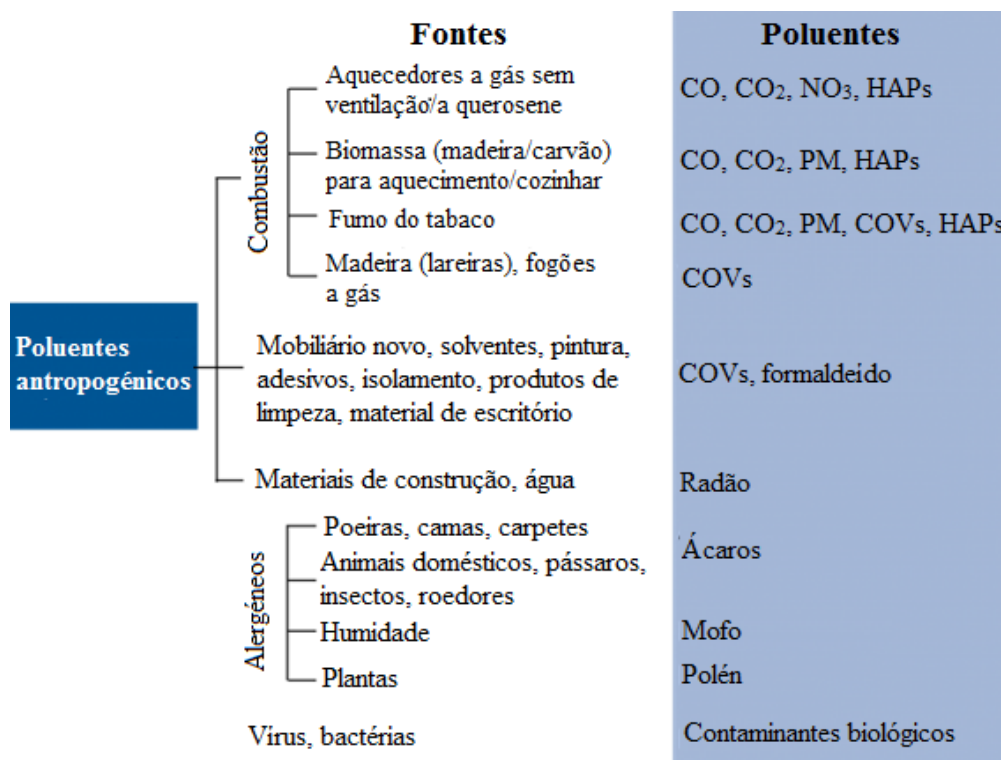 Fontes
Poluentes
Poluentes
antropogénicos
Combustão
Aquecedores a gás sem
ventilação/a querosene
CO, CO₂, NO₃, HAPs
Biomassa (madeira/carvão)
para aquecimento/cozinhar
CO, CO₂, PM, HAPs
Fumo do tabaco
CO, CO₂, PM, COVs, HAPs
Madeira (lareiras), fogões
a gás
COVs
Mobiliário novo, solventes, pintura,
adesivos, isolamento, produtos de
limpeza, material de escritório
COVs, formaldeído
Materiais de construção, água
Radão
Alergéneos
Poeiras, camas, carpetes
Animais domésticos, pássaros,
insectos, roedores
Ácaros
Humidade
Mofo
Plantas
Polén
Vírus, bactérias
Contaminantes biológicos